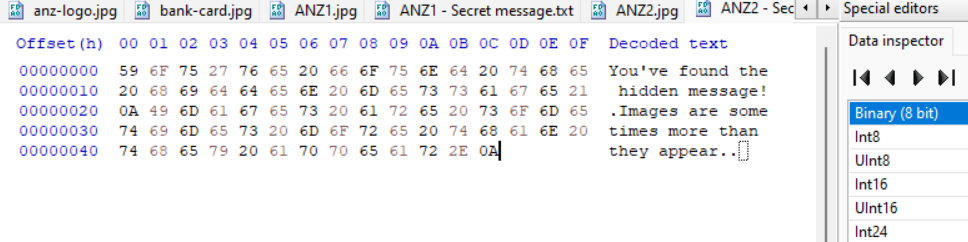 anz-logo.jpg bank-card.jpg ANZ1.jpg ANZ1 - Secret message.txt ANZ2.jpg ANZ2 - Sec Special editors
Data inspector
Offset(h) 00 01 02 03 04 05 06 07 08 09 0A 0B 0C 0D 0E 0F Decoded text
00000000 59 6F 75 27 76 65 20 66 6F 75 6E 64 20 74 68 65 You've found the
00000010 20 68 69 64 64 65 6E 20 6D 65 73 73 61 67 65 21 hidden message!
00000020 0A 49 6D 61 67 65 73 20 61 72 65 20 73 6F 6D 65 .Images are some
00000030 74 69 6D 65 73 20 6D 6F 72 65 20 74 68 61 6E 20 times more than
00000040 74 68 65 79 20 61 70 70 65 61 72 2E 0A they appear..
Binary (8 bit)
Int8
UInt8
Int16
UInt16
Int24